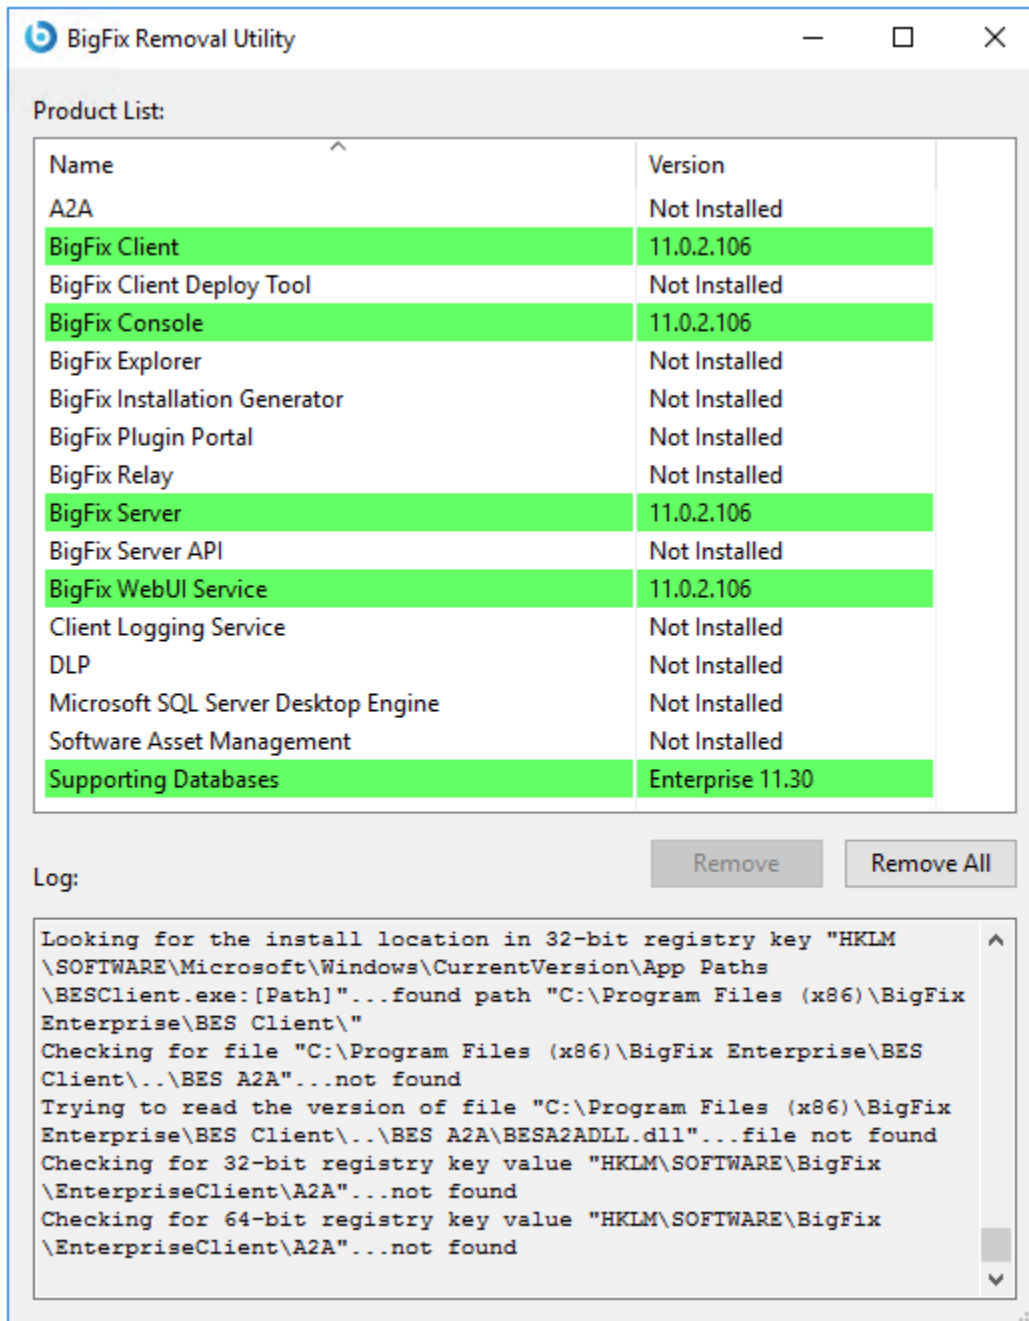 BigFix Removal Utility
Product List:
Name Version
A2A Not Installed
BigFix Client 11.0.2.106
BigFix Client Deploy Tool Not Installed
BigFix Console 11.0.2.106
BigFix Explorer Not Installed
BigFix Installation Generator Not Installed
BigFix Plugin Portal Not Installed
BigFix Relay Not Installed
BigFix Server 11.0.2.106
BigFix Server API Not Installed
BigFix WebUI Service 11.0.2.106
Client Logging Service Not Installed
DLP Not Installed
Microsoft SQL Server Desktop Engine Not Installed
Software Asset Management Not Installed
Supporting Databases Enterprise 11.30
Remove Remove All
Log:
Looking for the install location in 32-bit registry key "HKLM
\SOFTWARE\Microsoft\Windows\CurrentVersion\App Paths
\BESClient.exe:[Path]"...found path "C:\Program Files (x86)\BigFix
Enterprise\BES Client\"
Checking for file "C:\Program Files (x86)\BigFix Enterprise\BES
Client\..\BES A2A"...not found
Trying to read the version of file "C:\Program Files (x86)\BigFix
Enterprise\BES Client\..\BES A2A\BESA2ADLL.dll"...file not found
Checking for 32-bit registry key value "HKLM\SOFTWARE\BigFix
\EnterpriseClient\A2A"...not found
Checking for 64-bit registry key value "HKLM\SOFTWARE\BigFix
\EnterpriseClient\A2A"...not found